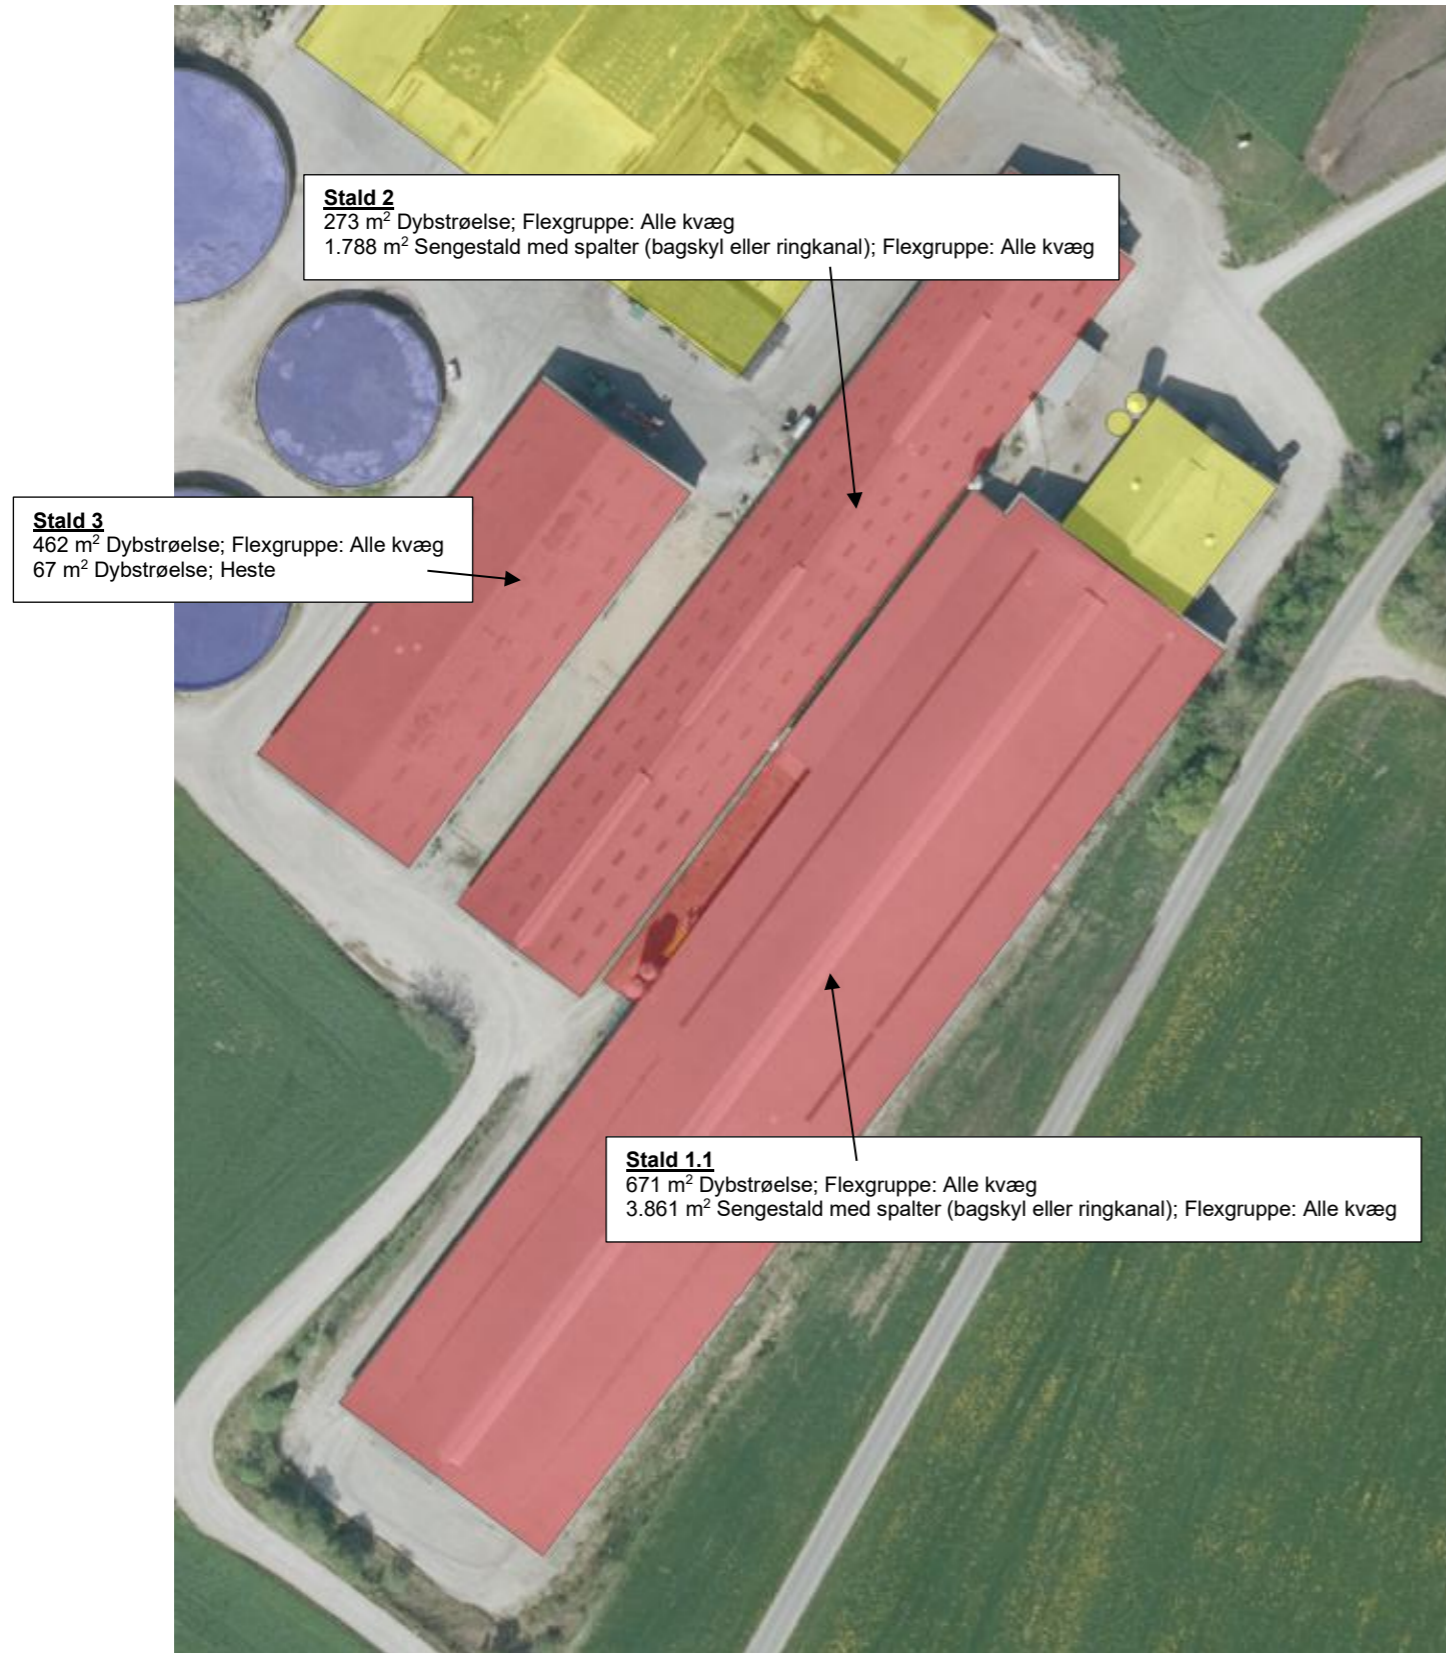 Stald 2
273 m² Dybstrøelse; Flexgruppe: Alle kvæg
1.788 m² Sengestald med spalter (bagskyl eller ringkanal); Flexgruppe: Alle kvæg
Stald 3
462 m² Dybstrøelse; Flexgruppe: Alle kvæg
67 m² Dybstrøelse; Heste
Stald 1.1
671 m² Dybstrøelse; Flexgruppe: Alle kvæg
3.861 m² Sengestald med spalter (bagskyl eller ringkanal); Flexgruppe: Alle kvæg